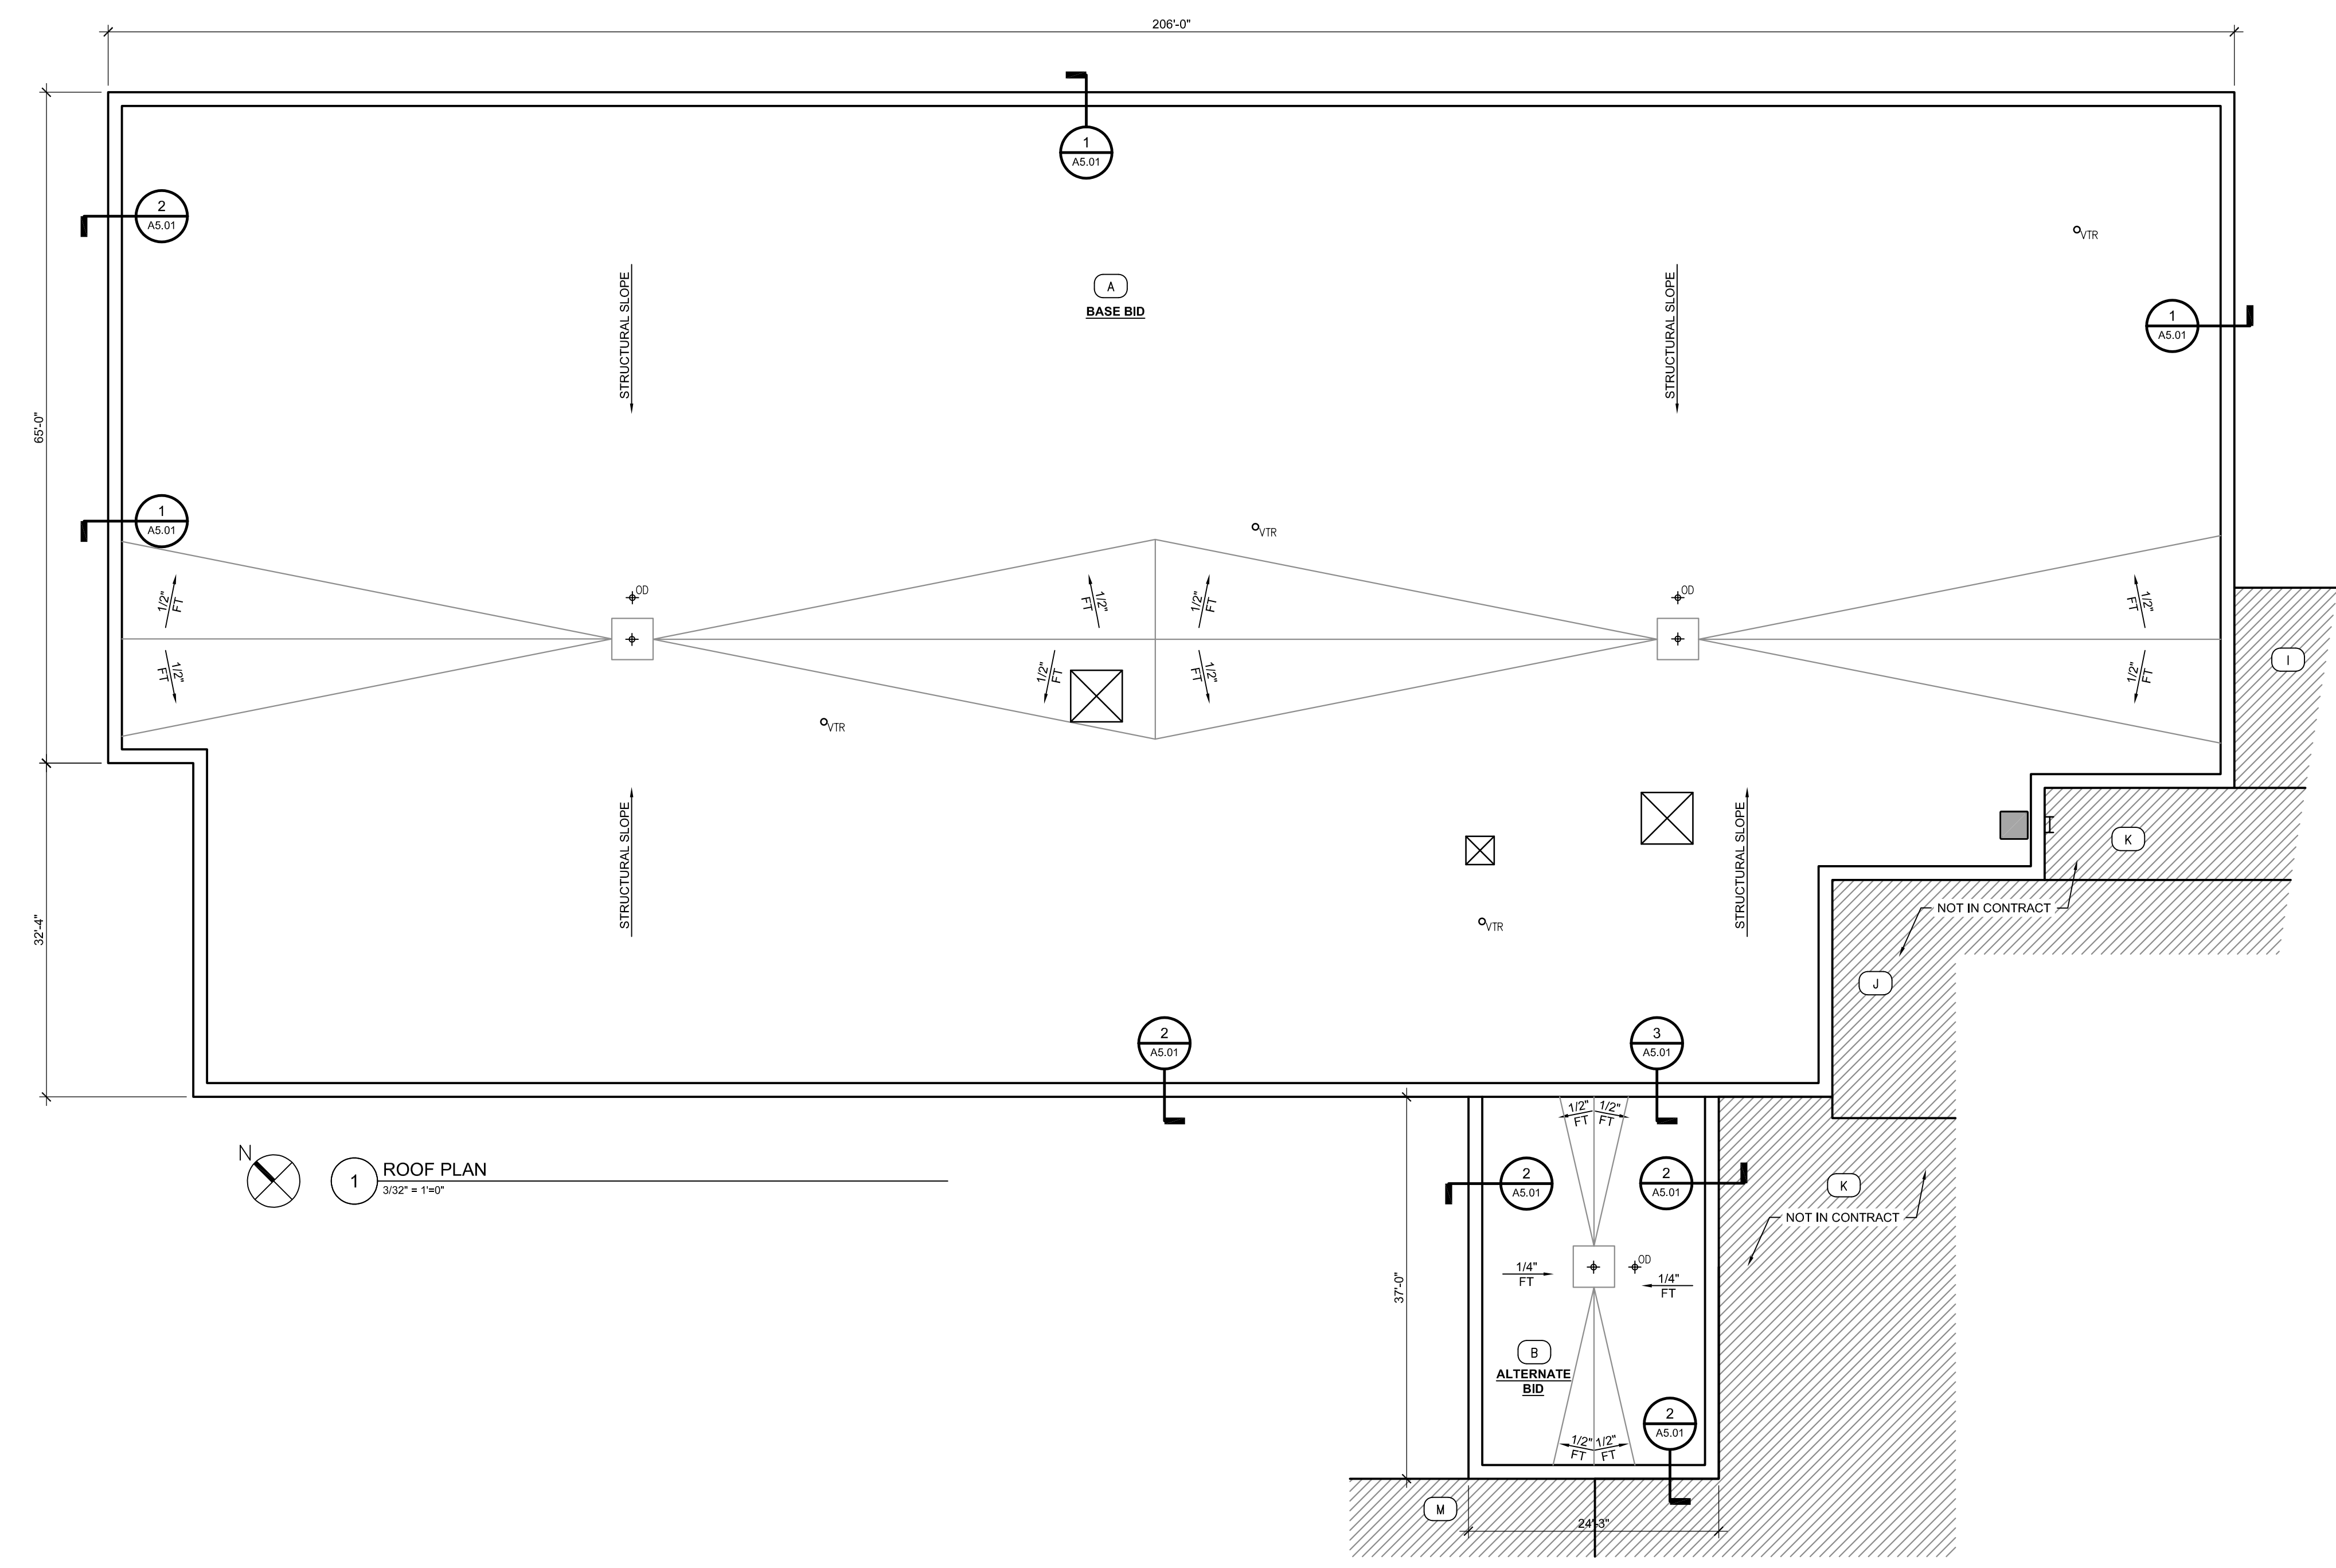 206'-0"
1
A5.01
2
A5.01
VTR
A
BASE BID
STRUCTURAL SLOPE
STRUCTURAL SLOPE
1
A5.01
65'-0"
1
A5.01
VTR
1/2"
FT
OD
1/2"
FT
1/2"
FT
OD
1/2"
FT
1/2"
FT
1/2"
FT
1/2"
FT
1/2"
FT
I
VTR
STRUCTURAL SLOPE
STRUCTURAL SLOPE
K
NOT IN CONTRACT
32'-4"
VTR
J
2
A5.01
3
A5.01
1/2"
FT
1/2"
FT
N
1
ROOF PLAN
3/32" = 1'=0"
2
A5.01
2
A5.01
K
NOT IN CONTRACT
37'-0"
1/4"
FT
OD
1/4"
FT
B
ALTERNATE
BID
2
A5.01
1/2"
FT
1/2"
FT
M
24'-3"